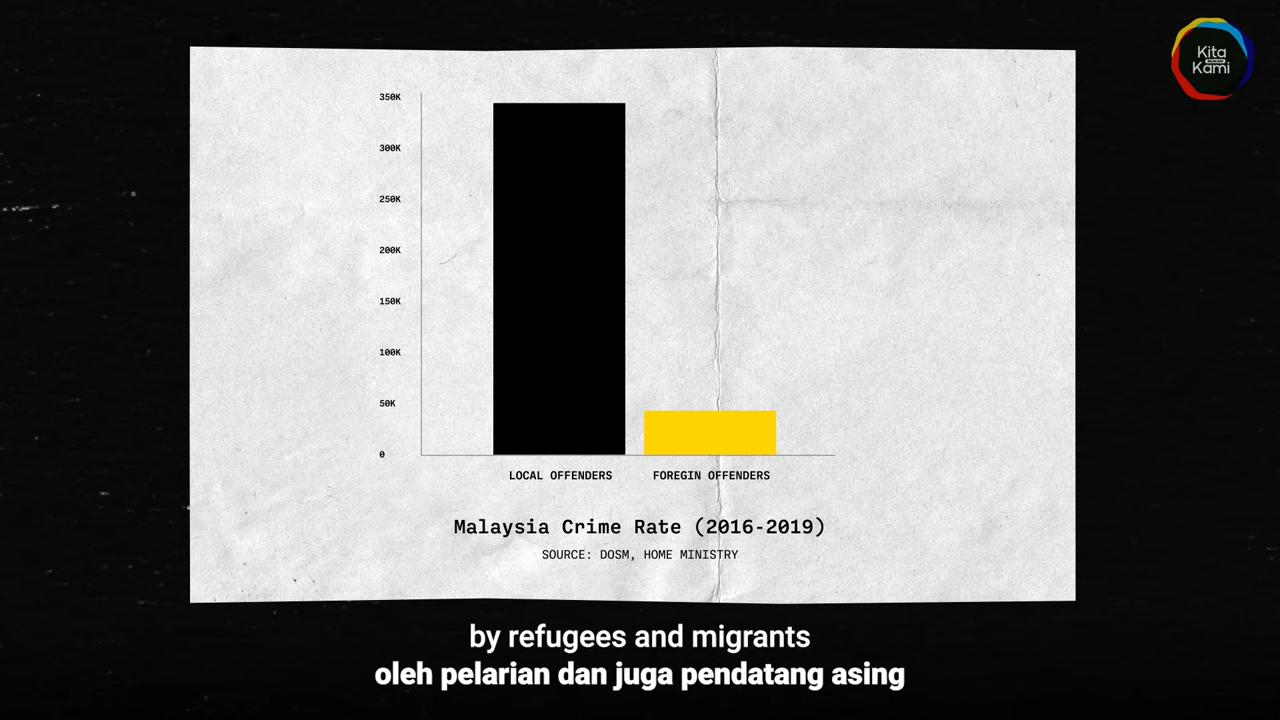 Kita
Kami
350K
300K
250K
200K
150K
100K
50K
0
LOCAL OFFENDERS
FOREGIN OFFENDERS
Malaysia Crime Rate (2016-2019)
SOURCE: DOSM, HOME MINISTRY
by refugees and migrants
oleh pelarian dan juga pendatang asing